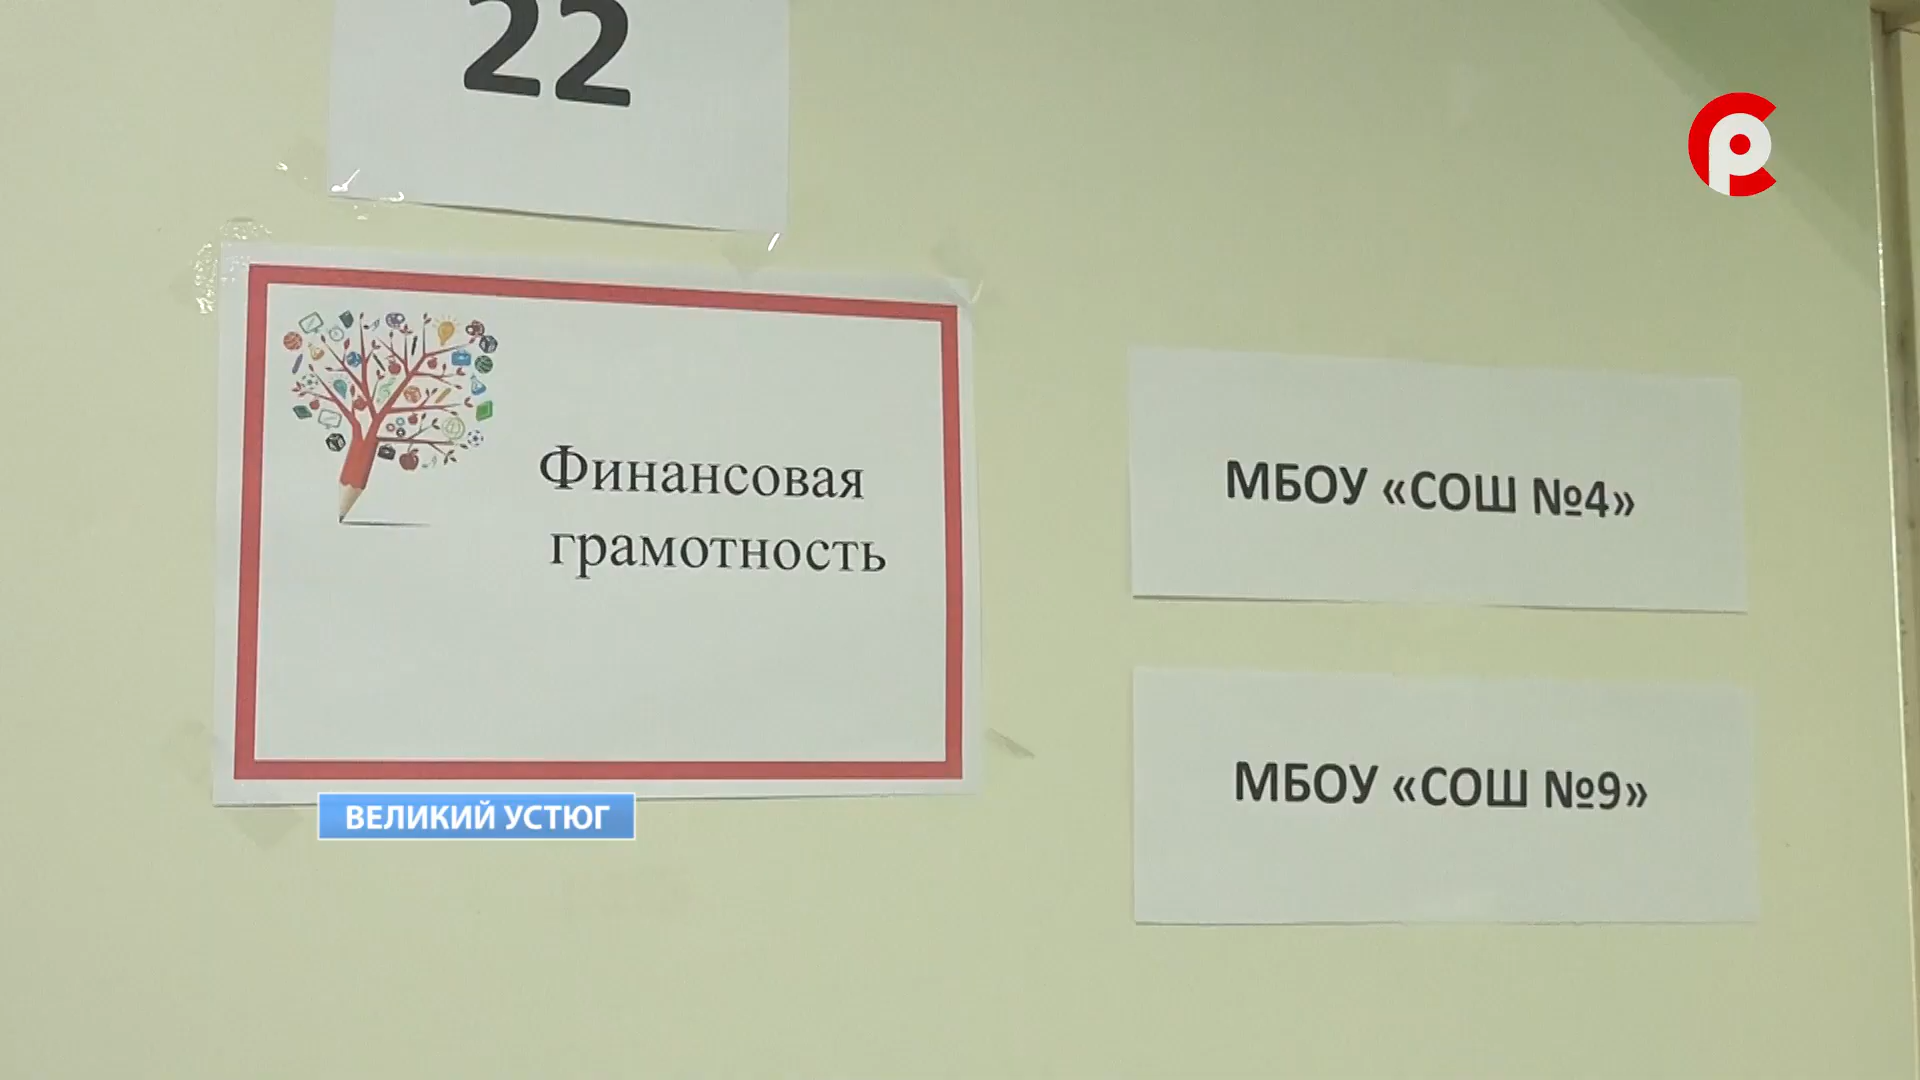 22
Финансовая
грамотность
МБОУ «СОШ №4»
МБОУ «СОШ №9»
ВЕЛИКИЙ УСТЮГ